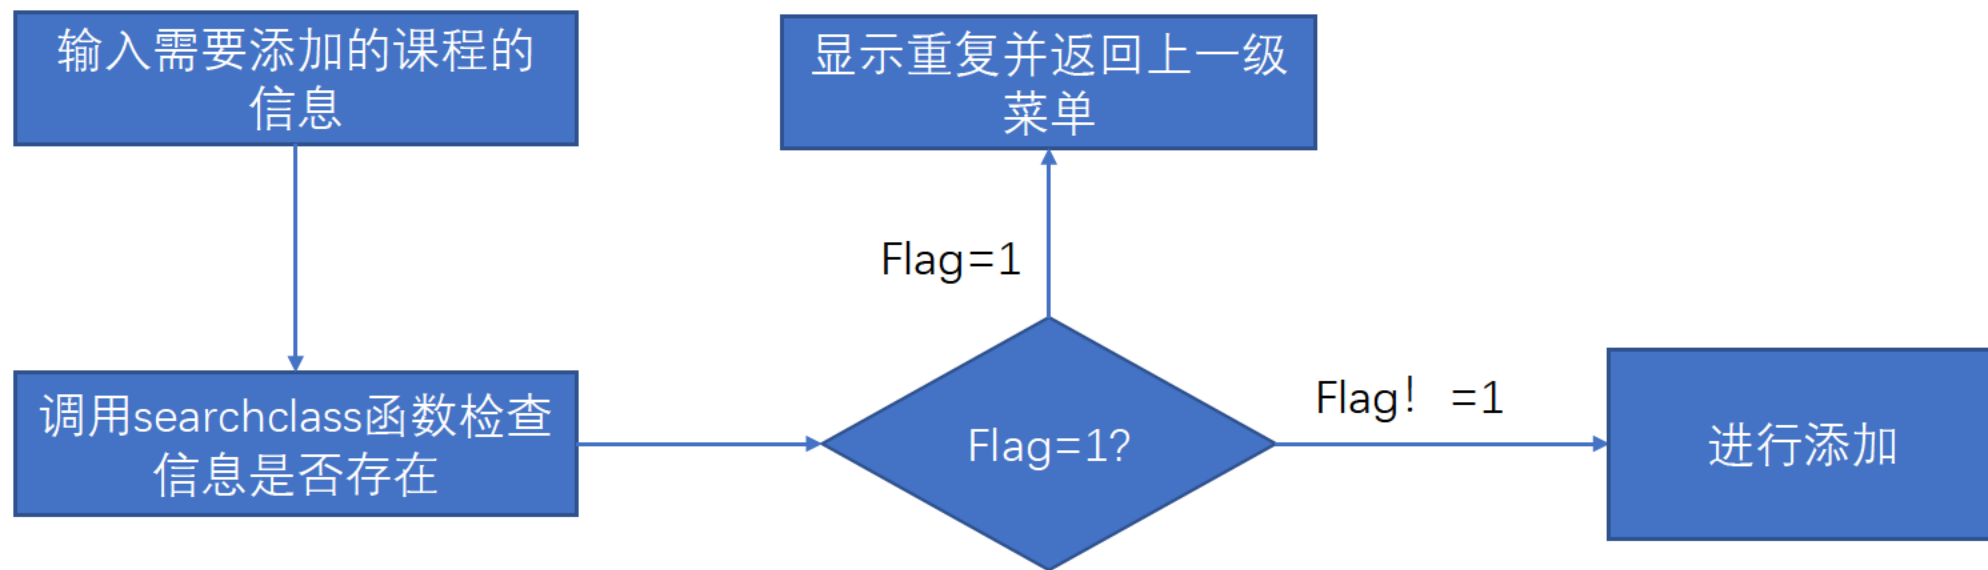 输入需要添加的课程的
信息
显示重复并返回上一级
菜单
Flag=1
调用searchclass函数检查
信息是否存在
Flag=1?
Flag！=1
进行添加